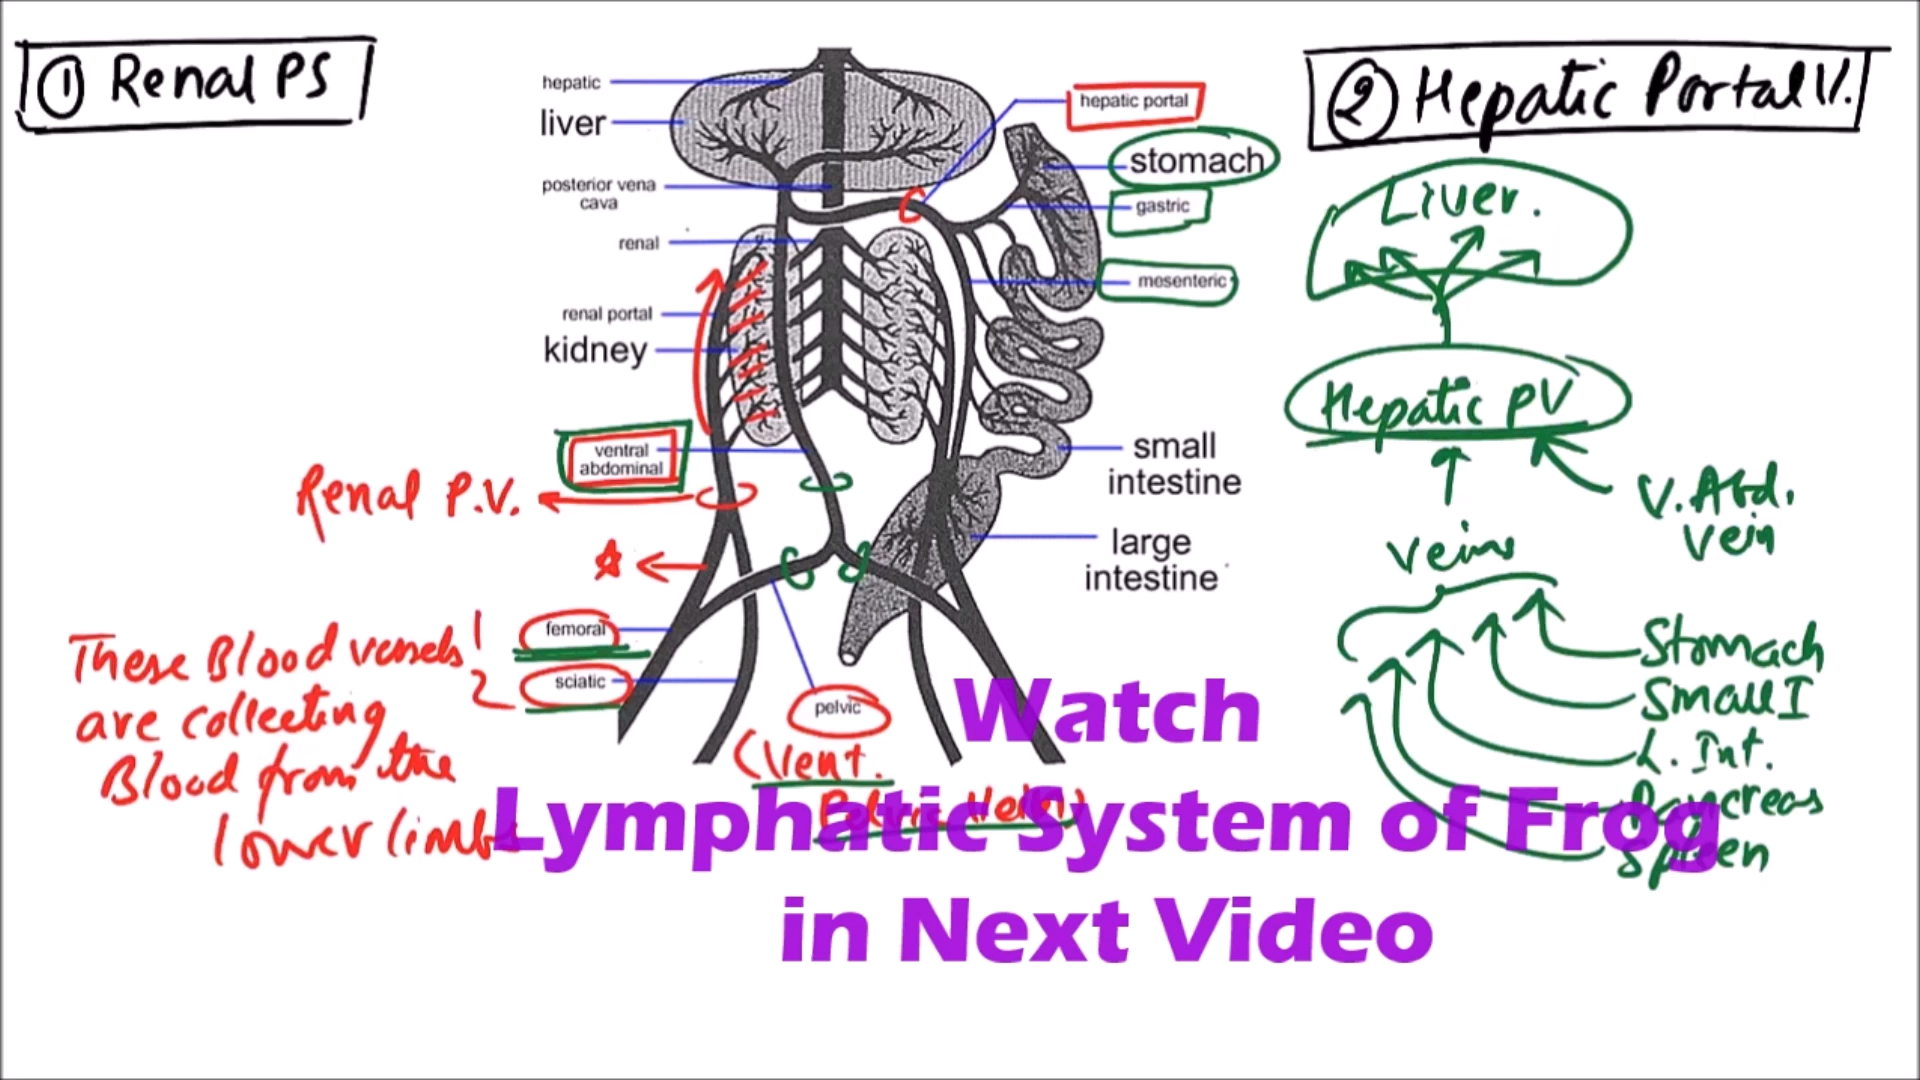 ① Renal PS
hepatic
liver
posterior vena
cava
renal
renal portal
kidney
ventral
abdominal
Renal P.V.
These Blood vessels
are collecting
Blood from the
lower limbs
1
2
femoral
sciatic
pelvic
(Vent.
hepatic portal
stomach
gastric
mesenteric
small
intestine
large
intestine
② Hepatic Portal V.
Liver.
Hepatic PV
V. Abd.
vein
veins
Stomach
Small I
L. Int.
Pancreas
Spleen
Watch
Lymphatic System of Frog
in Next Video